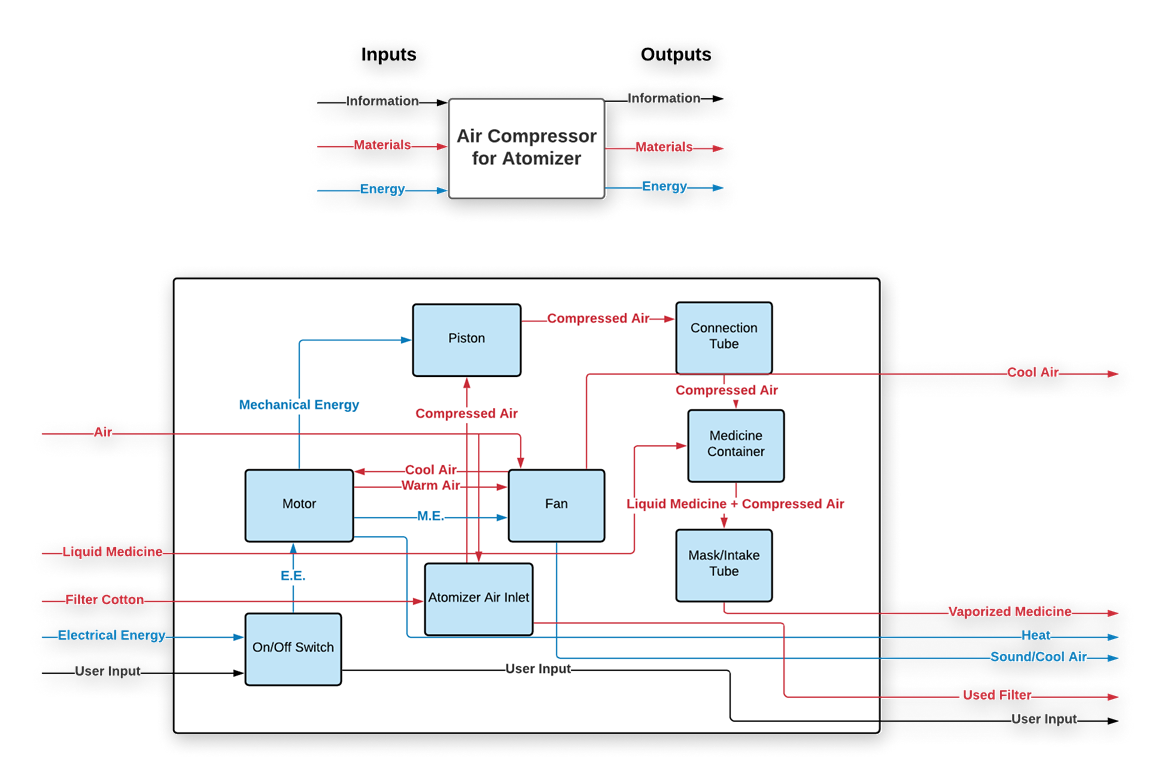 Inputs
Outputs
Information
Information
Air Compressor
for Atomizer
Materials
Materials
Energy
Energy
Piston
Compressed Air
Connection
Tube
Cool Air
Compressed Air
Mechanical Energy
Compressed Air
Air
Medicine
Container
Cool Air
Warm Air
Motor
Fan
M.E.
Liquid Medicine + Compressed Air
Liquid Medicine
Mask/Intake
Tube
E.E.
Filter Cotton
Atomizer Air Inlet
Vaporized Medicine
Electrical Energy
Heat
On/Off Switch
Sound/Cool Air
User Input
User Input
Used Filter
User Input